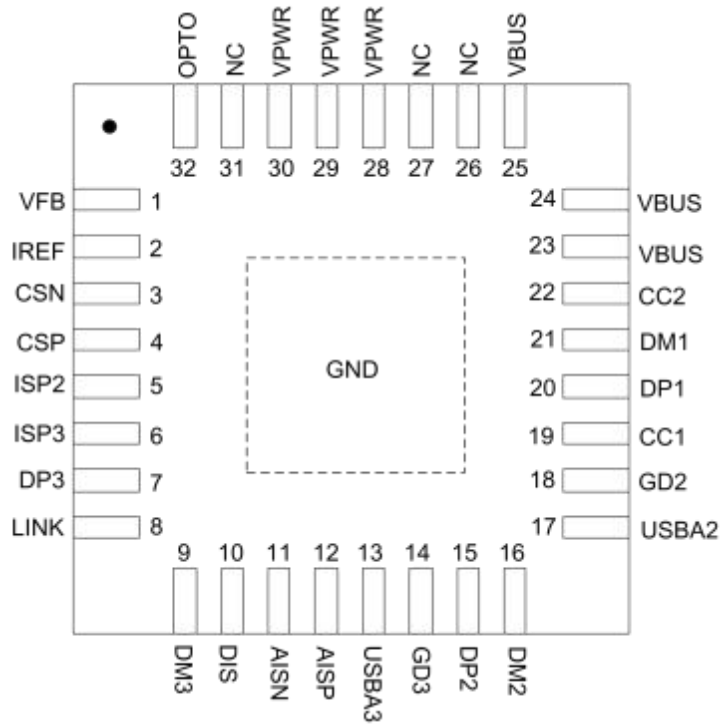 OPTO NC VPWR VPWR VPWR NC NC VBUS
32 31 30 29 28 27 26 25
VFB 1 24 VBUS
IREF 2 23 VBUS
CSN 3 22 CC2
CSP 4 21 DM1
ISP2 5 20 DP1
GND
ISP3 6 19 CC1
DP3 7 18 GD2
LINK 8 17 USBA2
9 10 11 12 13 14 15 16
DM3 DIS AISN AISP USBA3 GD3 DP2 DM2